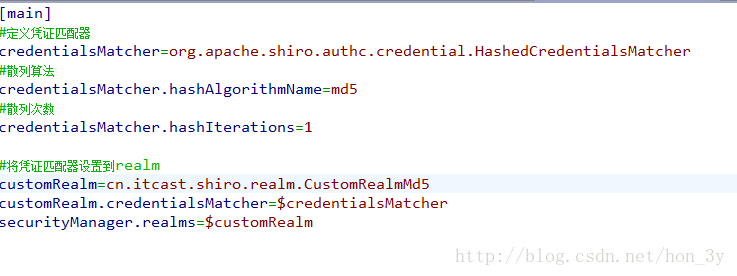 [main]
#定义凭证匹配器
credentialsMatcher=org.apache.shiro.authc.credential.HashedCredentialsMatcher
#散列算法
credentialsMatcher.hashAlgorithmName=md5
#散列次数
credentialsMatcher.hashIterations=1
#将凭证匹配器设置到realm
customRealm=cn.itcast.shiro.realm.CustomRealmMd5
customRealm.credentialsMatcher=$credentialsMatcher
securityManager.realms=$customRealm
http://blog.csdn.net/hon_3y